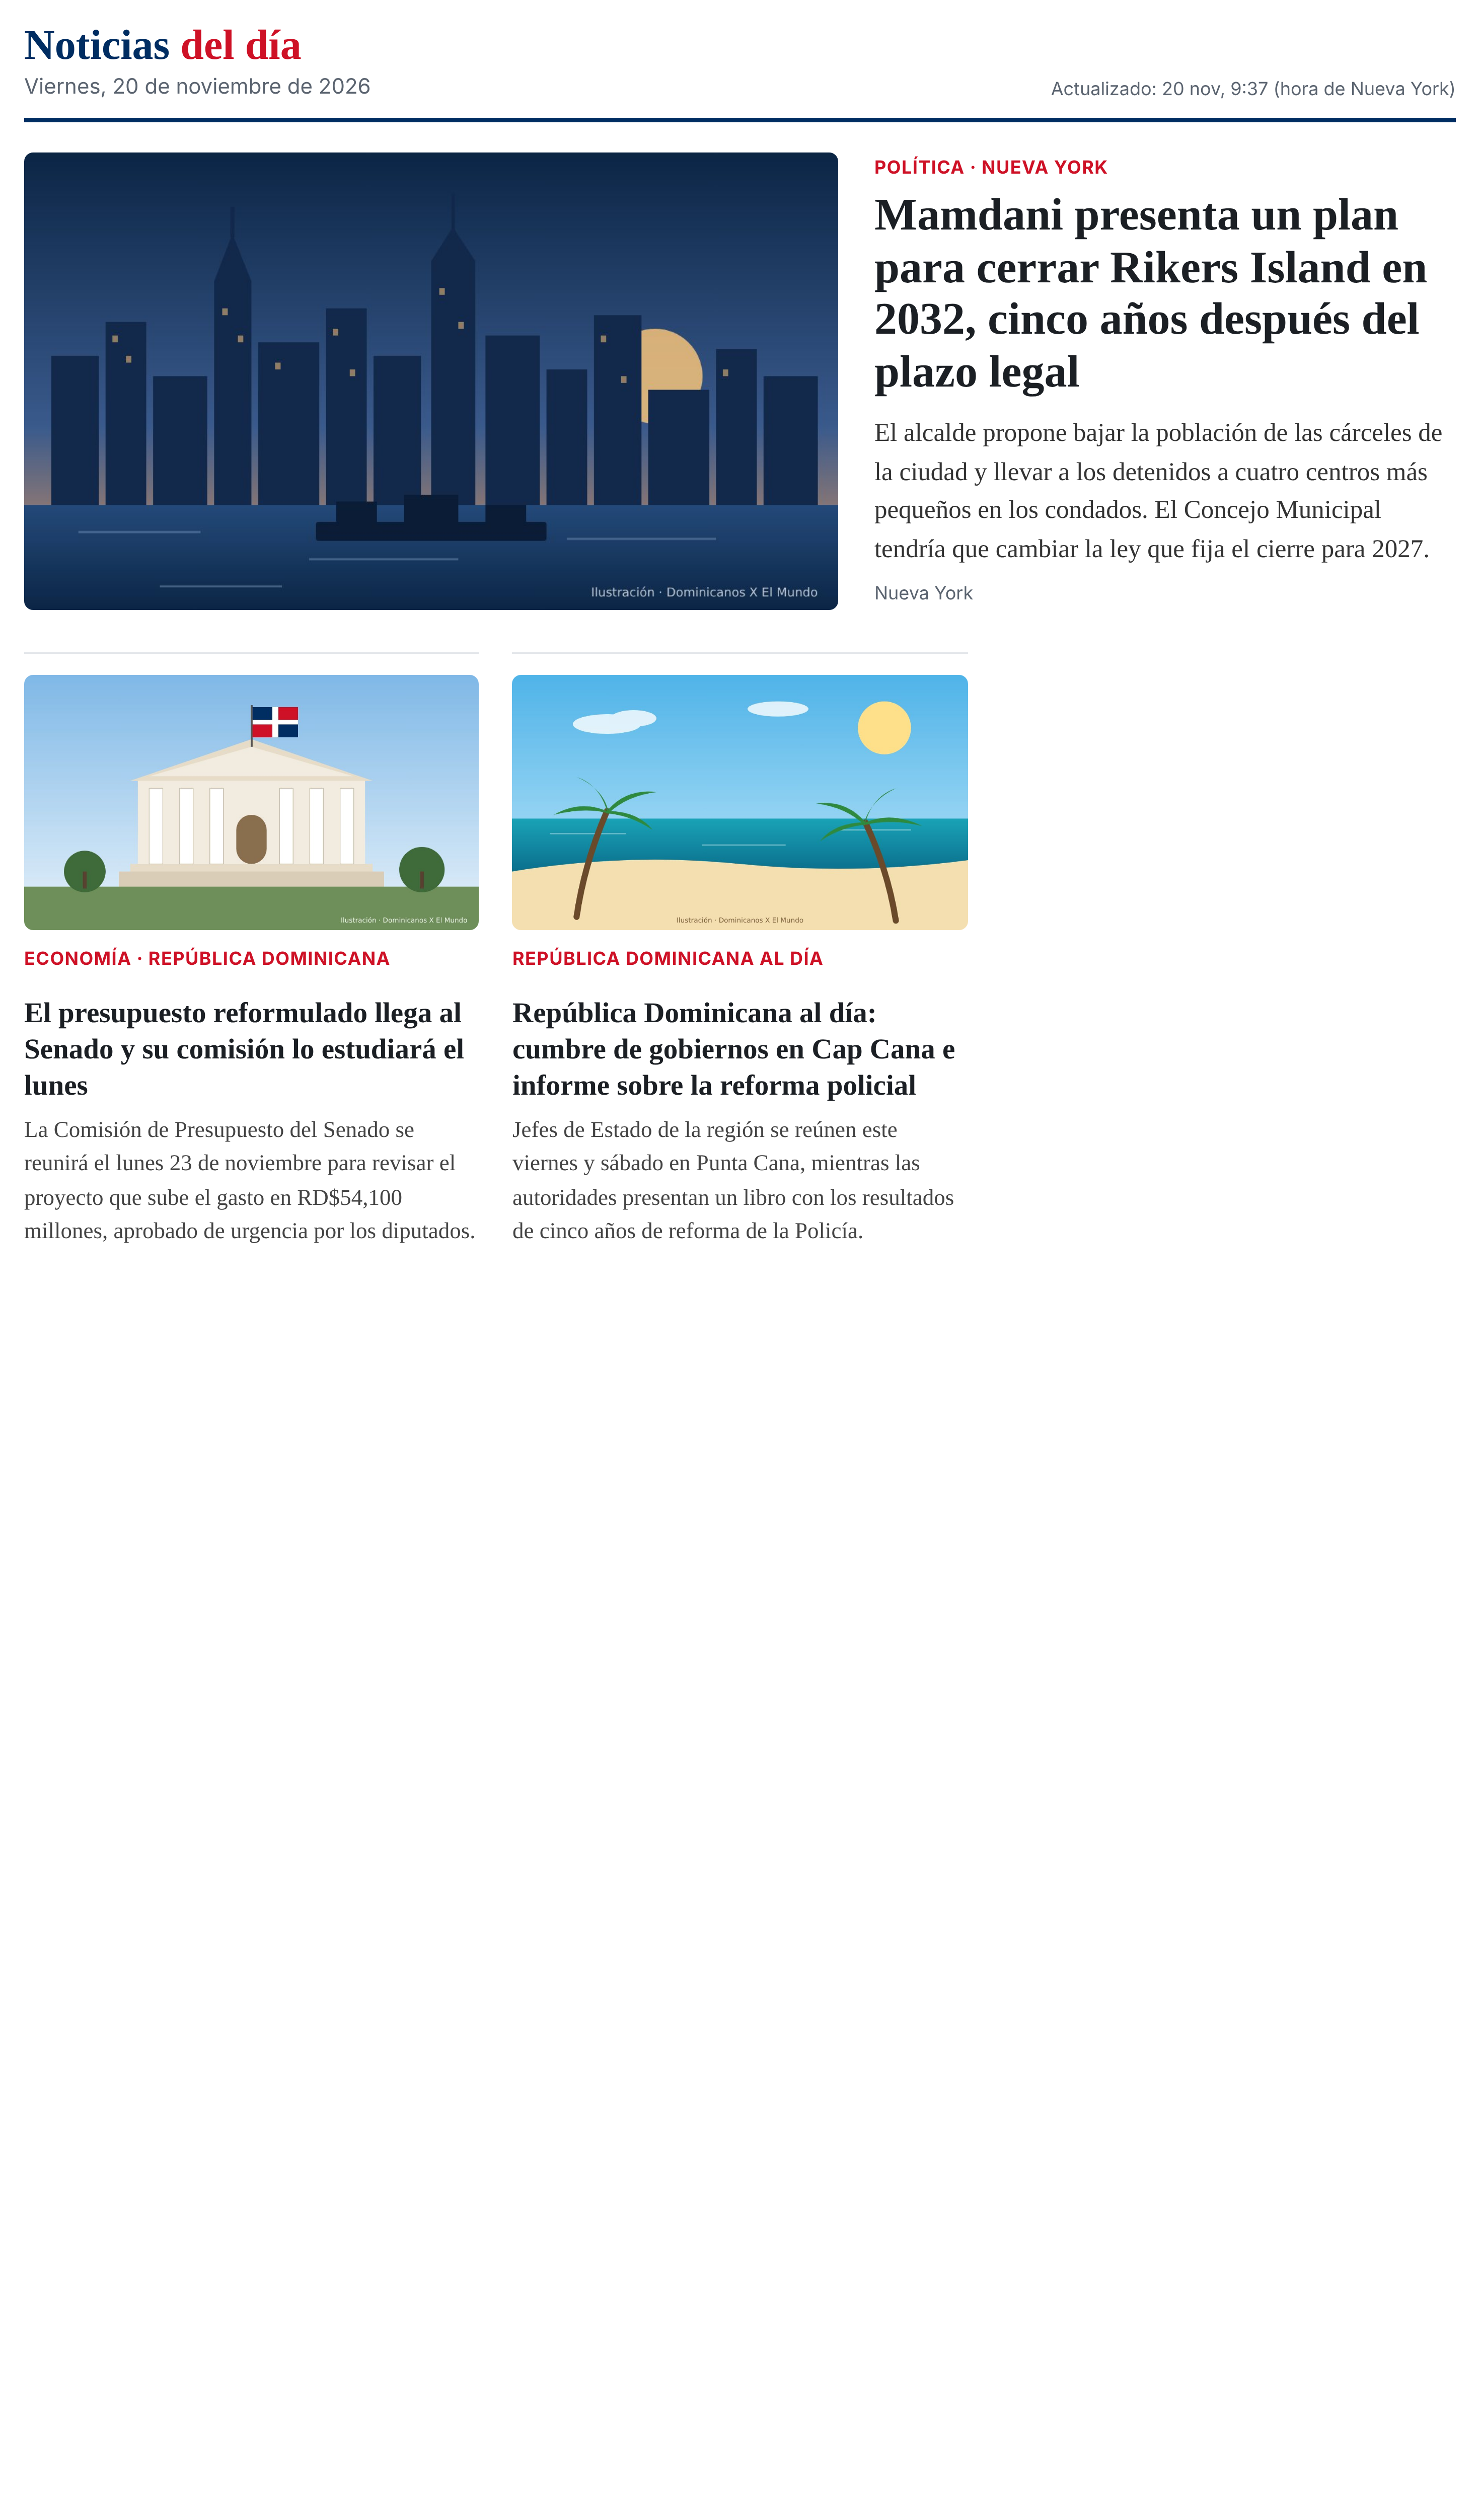 Noticias del día
Viernes, 20 de noviembre de 2026
Actualizado: 20 nov, 9:37 (hora de Nueva York)
Ilustración · Dominicanos X El Mundo
POLÍTICA · NUEVA YORK
Mamdani presenta un plan
para cerrar Rikers Island en
2032, cinco años después del
plazo legal
El alcalde propone bajar la población de las cárceles de
la ciudad y llevar a los detenidos a cuatro centros más
pequeños en los condados. El Concejo Municipal
tendría que cambiar la ley que fija el cierre para 2027.
Nueva York
Ilustración · Dominicanos X El Mundo
ECONOMÍA · REPÚBLICA DOMINICANA
El presupuesto reformulado llega al
Senado y su comisión lo estudiará el
lunes
La Comisión de Presupuesto del Senado se
reunirá el lunes 23 de noviembre para revisar el
proyecto que sube el gasto en RD$54,100
millones, aprobado de urgencia por los diputados.
Ilustración · Dominicanos X El Mundo
REPÚBLICA DOMINICANA AL DÍA
República Dominicana al día:
cumbre de gobiernos en Cap Cana e
informe sobre la reforma policial
Jefes de Estado de la región se reúnen este
viernes y sábado en Punta Cana, mientras las
autoridades presentan un libro con los resultados
de cinco años de reforma de la Policía.